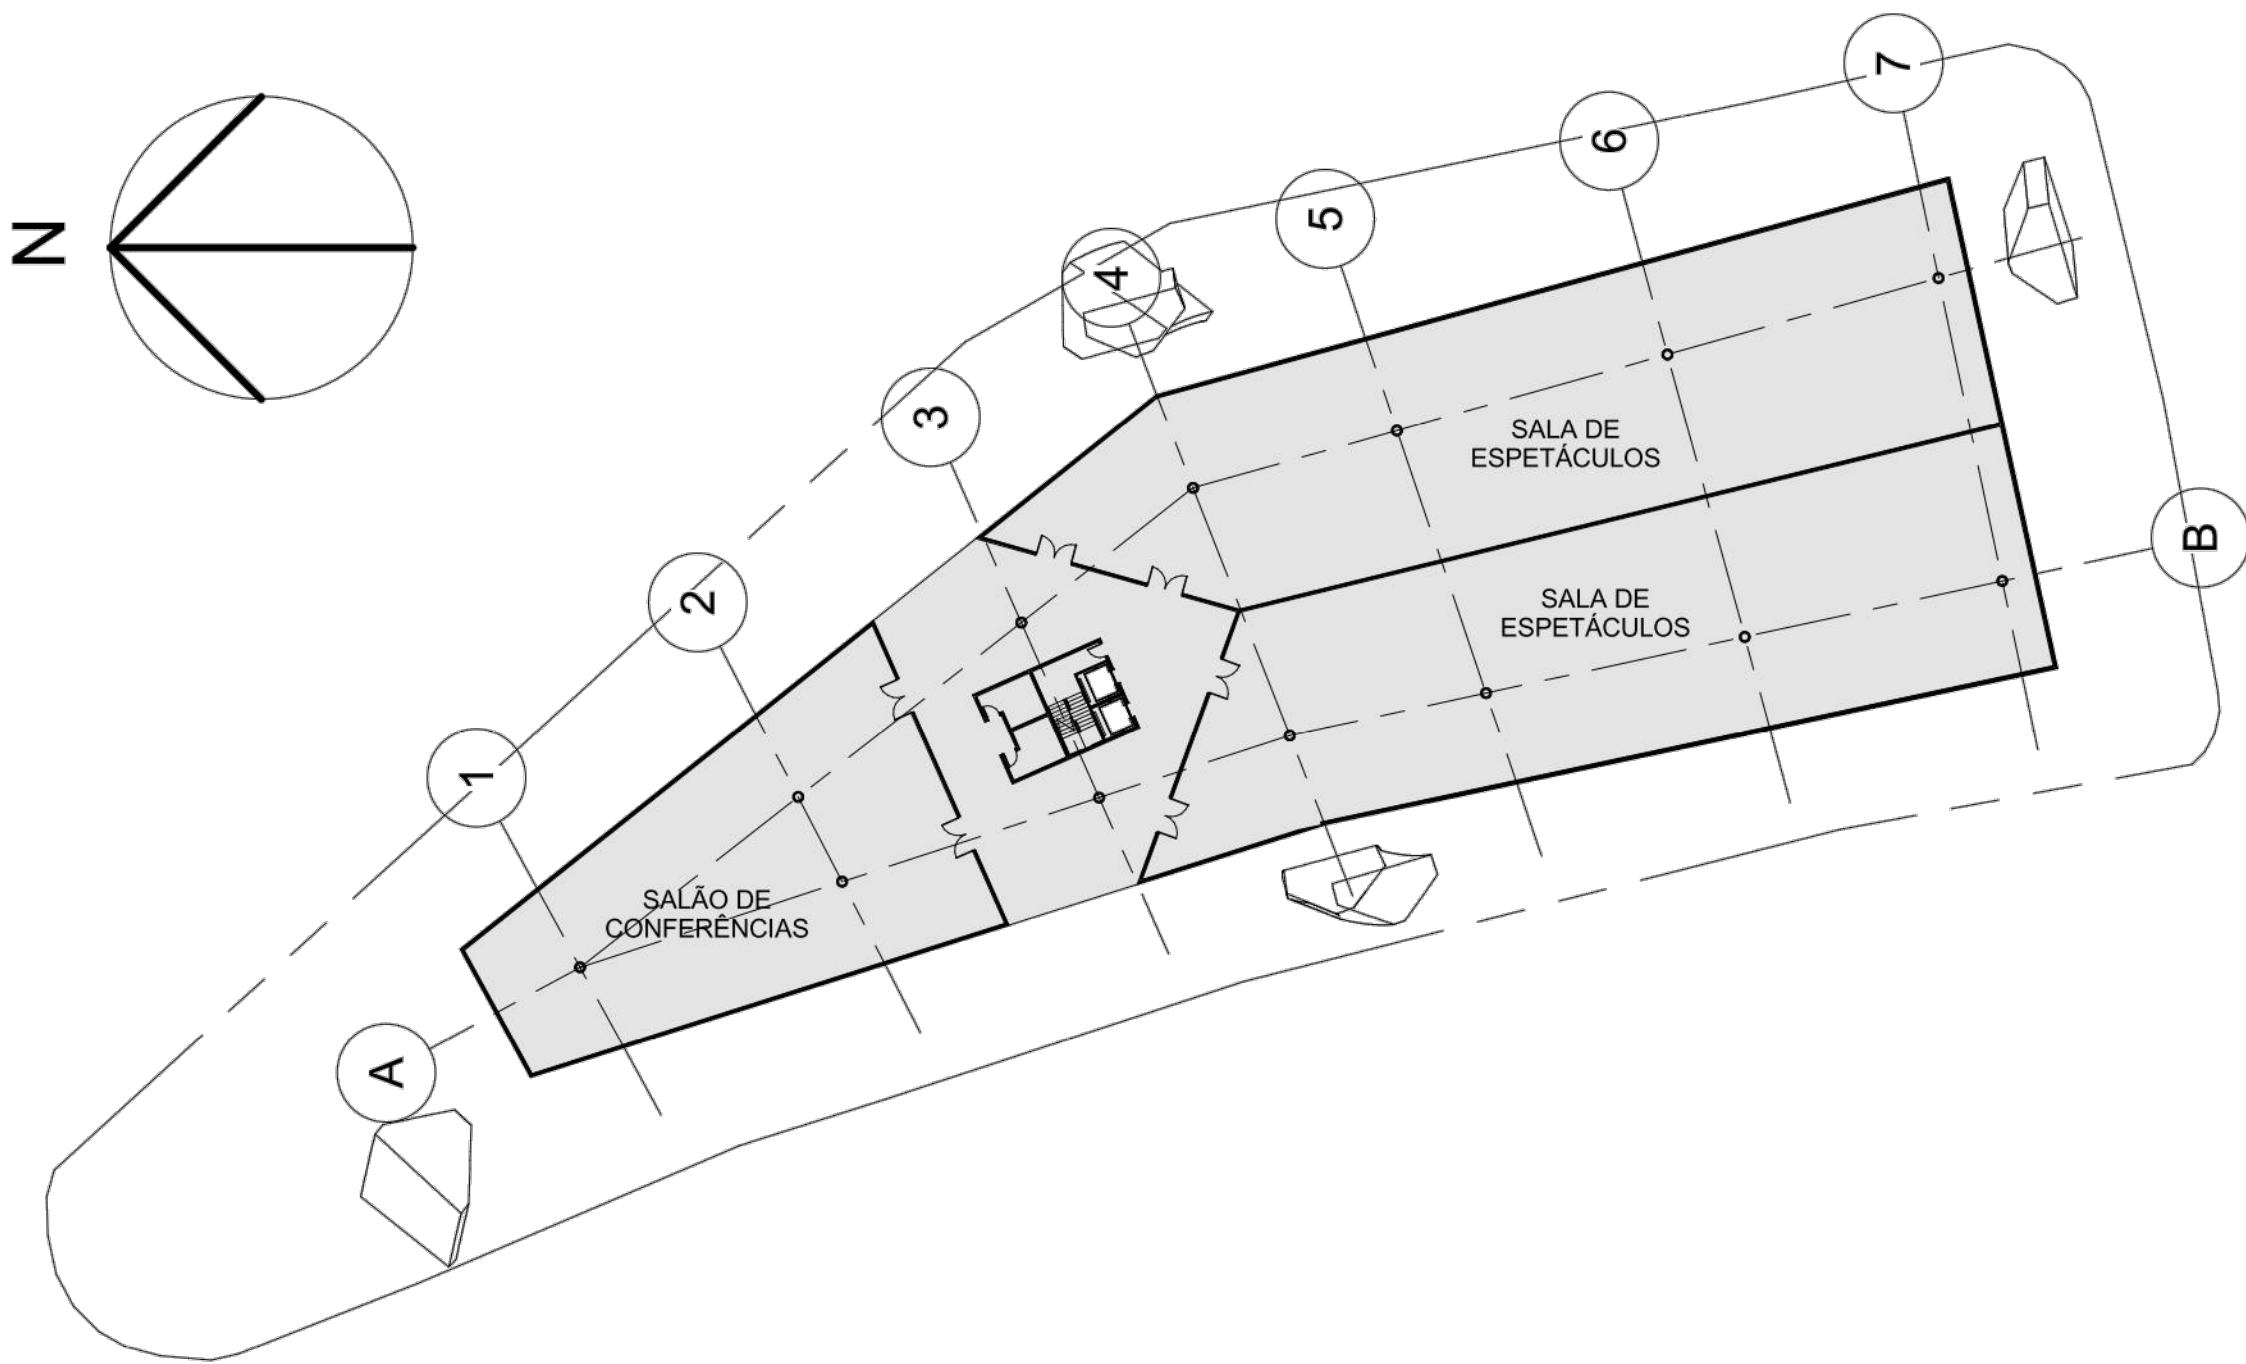 N
7
6
5
4
3
2
1
SALA DE
ESPETÁCULOS
SALA DE
ESPETÁCULOS
B
SALÃO DE
CONFERÊNCIAS
A